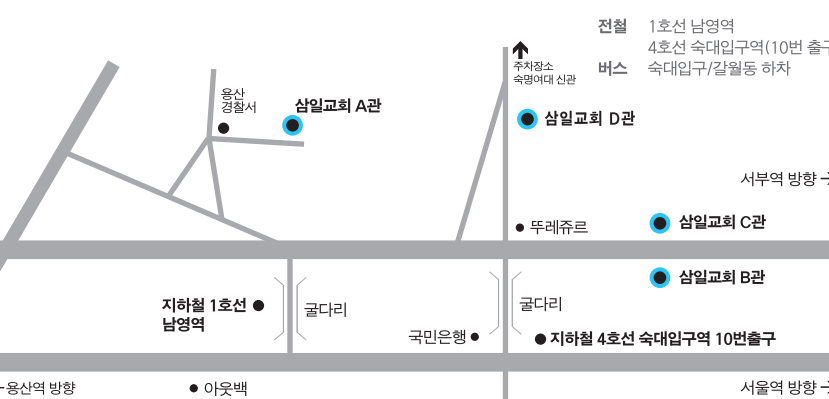 전철 1호선 남영역
4호선 숙대입구역(10번 출구
버스 숙대입구/갈월동 하차
주차장소
숙명여대 신관
용산
경찰서
삼일교회 A관
삼일교회 D관
서부역 방향
뚜레쥬르
삼일교회 C관
삼일교회 B관
지하철 1호선
남영역
굴다리
굴다리
국민은행
지하철 4호선 숙대입구역 10번출구
용산역 방향
아웃백
서울역 방향